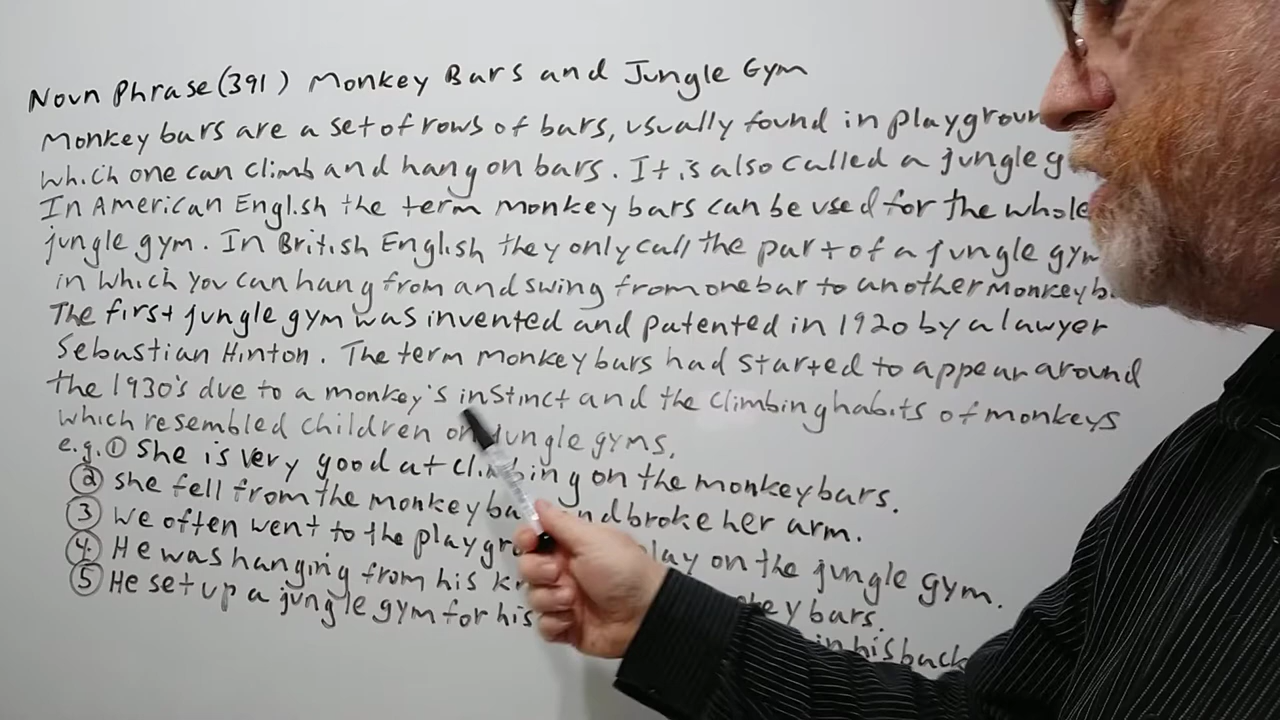 Noun Phrase (391) Monkey Bars and Jungle Gym
Monkey bars are a set of rows of bars, usually found in
which one can climb and hang on bars. It is also called a jungle
In American English the term monkey bars can be used for the whole
jungle gym. In British English they only call the part of a jungle gym
in which you can hang from and swing from one bar to another monkey
The first jungle gym was invented and patented in 1920 by a lawyer
Sebastian Hinton. The term monkey bars had started to appear around
the 1930's due to a monkey's instinct and the climbing habits of monkeys
which resembled children on jungle gyms.
e.g. ① She is very good at climbing on the monkey bars.
② she fell from the monkey and broke her arm.
③ we often went to the play on the jungle gym.
④ He was hanging from his bars.
⑤ He set up a jungle gym for his in his